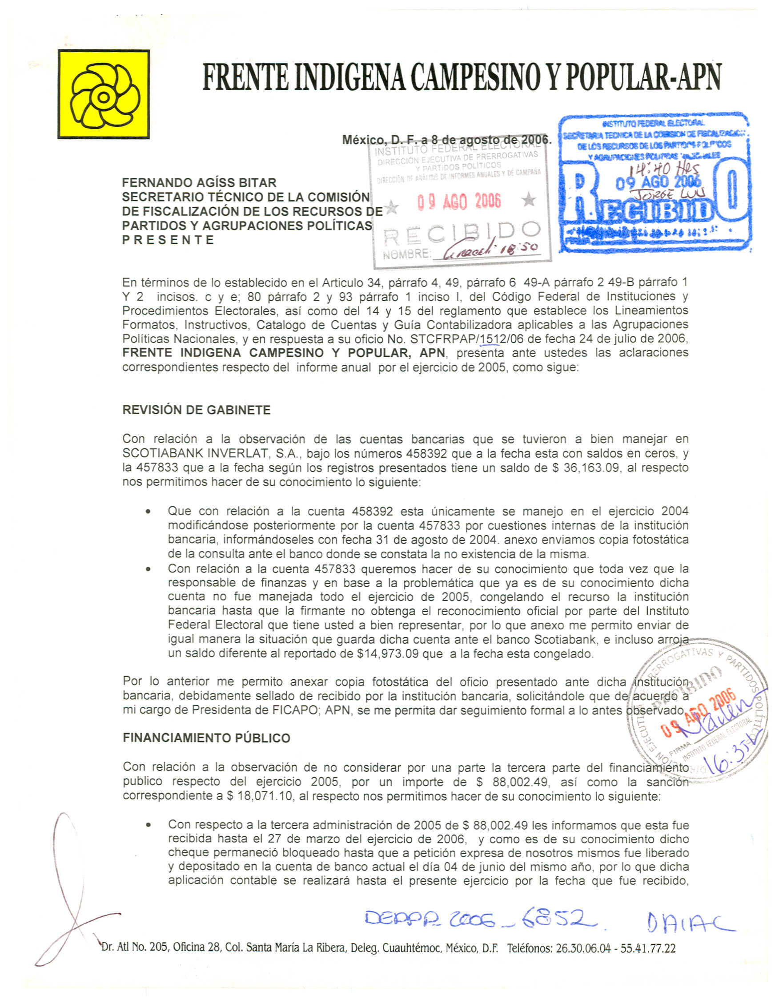 FRENTE INDIGENA CAMPESINO Y POPULAR-APN
México, D. F. a 8 de agosto de 2006.
INSTITUTO FEDERAL ELECTORAL
DIRECCIÓN EJECUTIVA DE PRERROGATIVAS
Y PARTIDOS POLÍTICOS
DIRECCIÓN DE ANÁLISIS DE INFORMES ANUALES Y DE CAMPAÑA
09 AGO 2006
RECIBIDO
NOMBRE: Araceli 18:50
INSTITUTO FEDERAL ELECTORAL
SECRETARIA TECNICA DE LA COMISION DE FISCALIZACION
DE LOS RECURSOS DE LOS PARTIDOS POLITICOS
Y AGRUPACIONES POLITICAS NACIONALES
14:40 Hrs
09 AGO 2006
JORGE LUIS
RECIBIDO
FERNANDO AGÍSS BITAR
SECRETARIO TÉCNICO DE LA COMISIÓN
DE FISCALIZACIÓN DE LOS RECURSOS DE
PARTIDOS Y AGRUPACIONES POLÍTICAS
P R E S E N T E
En términos de lo establecido en el Articulo 34, párrafo 4, 49, párrafo 6 49-A párrafo 2 49-B párrafo 1
Y 2 incisos. c y e; 80 párrafo 2 y 93 párrafo 1 inciso l, del Código Federal de Instituciones y
Procedimientos Electorales, así como del 14 y 15 del reglamento que establece los Lineamientos
Formatos, Instructivos, Catalogo de Cuentas y Guía Contabilizadora aplicables a las Agrupaciones
Políticas Nacionales, y en respuesta a su oficio No. STCFRPAP/1512/06 de fecha 24 de julio de 2006,
FRENTE INDIGENA CAMPESINO Y POPULAR, APN, presenta ante ustedes las aclaraciones
correspondientes respecto del informe anual por el ejercicio de 2005, como sigue:
REVISIÓN DE GABINETE
Con relación a la observación de las cuentas bancarias que se tuvieron a bien manejar en
SCOTIABANK INVERLAT, S.A., bajo los números 458392 que a la fecha esta con saldos en ceros, y
la 457833 que a la fecha según los registros presentados tiene un saldo de $ 36,163.09, al respecto
nos permitimos hacer de su conocimiento lo siguiente:
• Que con relación a la cuenta 458392 esta únicamente se manejo en el ejercicio 2004
modificándose posteriormente por la cuenta 457833 por cuestiones internas de la institución
bancaria, informándoseles con fecha 31 de agosto de 2004. anexo enviamos copia fotostática
de la consulta ante el banco donde se constata la no existencia de la misma.
• Con relación a la cuenta 457833 queremos hacer de su conocimiento que toda vez que la
responsable de finanzas y en base a la problemática que ya es de su conocimiento dicha
cuenta no fue manejada todo el ejercicio de 2005, congelando el recurso la institución
bancaria hasta que la firmante no obtenga el reconocimiento oficial por parte del Instituto
Federal Electoral que tiene usted a bien representar, por lo que anexo me permito enviar de
igual manera la situación que guarda dicha cuenta ante el banco Scotiabank, e incluso arroja
un saldo diferente al reportado de $14,973.09 que a la fecha esta congelado.
Por lo anterior me permito anexar copia fotostática del oficio presentado ante dicha institución
bancaria, debidamente sellado de recibido por la institución bancaria, solicitándole que de acuerdo a
mi cargo de Presidenta de FICAPO; APN, se me permita dar seguimiento formal a lo antes observado.
DIRECCIÓN EJECUTIVA DE PRERROGATIVAS Y PARTIDOS POLÍTICOS
RECIBIDO
09 AGO 2006
FIRMA
INSTITUTO FEDERAL ELECTORAL
FINANCIAMIENTO PÚBLICO
Con relación a la observación de no considerar por una parte la tercera parte del financiamiento
publico respecto del ejercicio 2005, por un importe de $ 88,002.49, así como la sanción
correspondiente a $ 18,071.10, al respecto nos permitimos hacer de su conocimiento lo siguiente:
• Con respecto a la tercera administración de 2005 de $ 88,002.49 les informamos que esta fue
recibida hasta el 27 de marzo del ejercicio de 2006, y como es de su conocimiento dicho
cheque permaneció bloqueado hasta que a petición expresa de nosotros mismos fue liberado
y depositado en la cuenta de banco actual el día 04 de junio del mismo año, por lo que dicha
aplicación contable se realizará hasta el presente ejercicio por la fecha que fue recibido,
DEPPP-2006-6852. DAIAC
Dr. Atl No. 205, Oficina 28, Col. Santa María La Ribera, Deleg. Cuauhtémoc, México, D.F. Teléfonos: 26.30.06.04 - 55.41.77.22